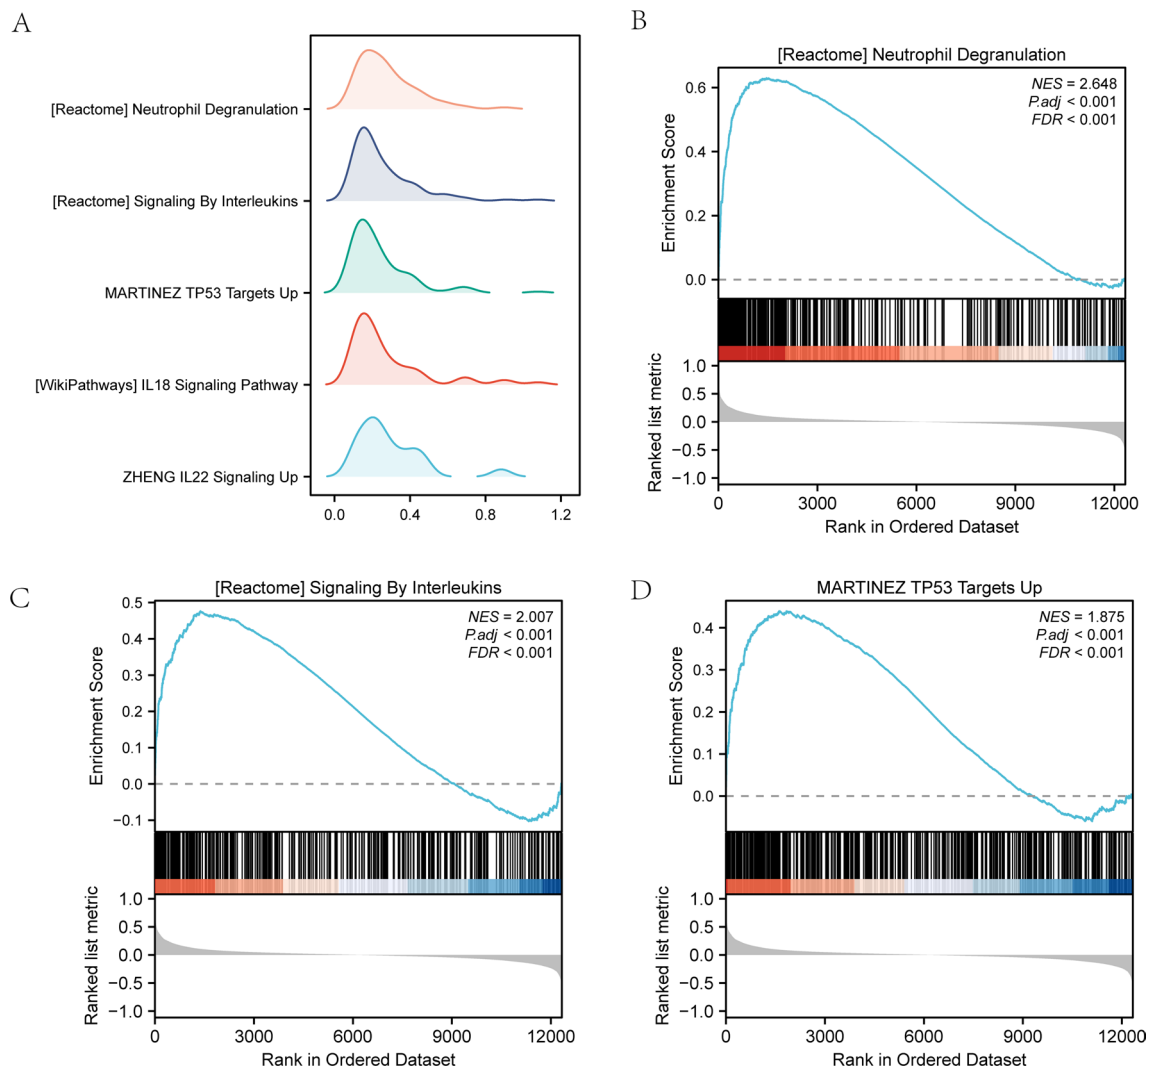 A
[Reactome] Neutrophil Degranulation
[Reactome] Signaling By Interleukins
MARTINEZ TP53 Targets Up
[WikiPathways] IL18 Signaling Pathway
ZHENG IL22 Signaling Up
0.0 0.4 0.8 1.2
B
[Reactome] Neutrophil Degranulation
NES = 2.648
P.adj < 0.001
FDR < 0.001
Enrichment Score
0.6
0.4
0.2
0.0
Ranked list metric
1.0
0.5
0.0
−0.5
−1.0
0 3000 6000 9000 12000
Rank in Ordered Dataset
C
[Reactome] Signaling By Interleukins
NES = 2.007
P.adj < 0.001
FDR < 0.001
Enrichment Score
0.5
0.4
0.3
0.2
0.1
0.0
−0.1
Ranked list metric
1.0
0.5
0.0
−0.5
−1.0
0 3000 6000 9000 12000
Rank in Ordered Dataset
D
MARTINEZ TP53 Targets Up
NES = 1.875
P.adj < 0.001
FDR < 0.001
Enrichment Score
0.4
0.3
0.2
0.1
0.0
Ranked list metric
1.0
0.5
0.0
−0.5
−1.0
0 3000 6000 9000 12000
Rank in Ordered Dataset